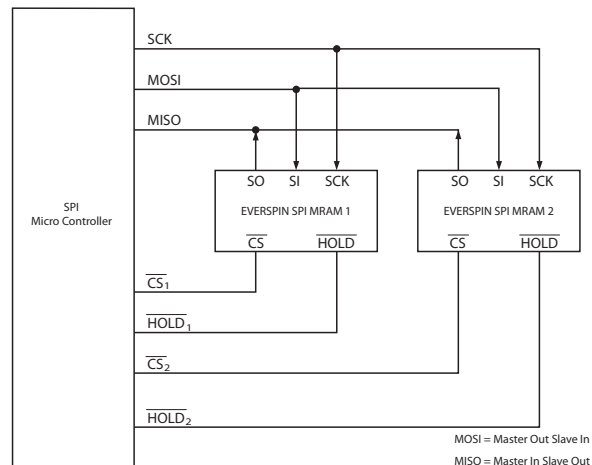 SCK
MOSI
MISO
SO SI SCK
EVERSPIN SPI MRAM 1
CS HOLD
SO SI SCK
EVERSPIN SPI MRAM 2
CS HOLD
SPI
Micro Controller
CS1
HOLD1
CS2
HOLD2
MOSI = Master Out Slave In
MISO = Master In Slave Out